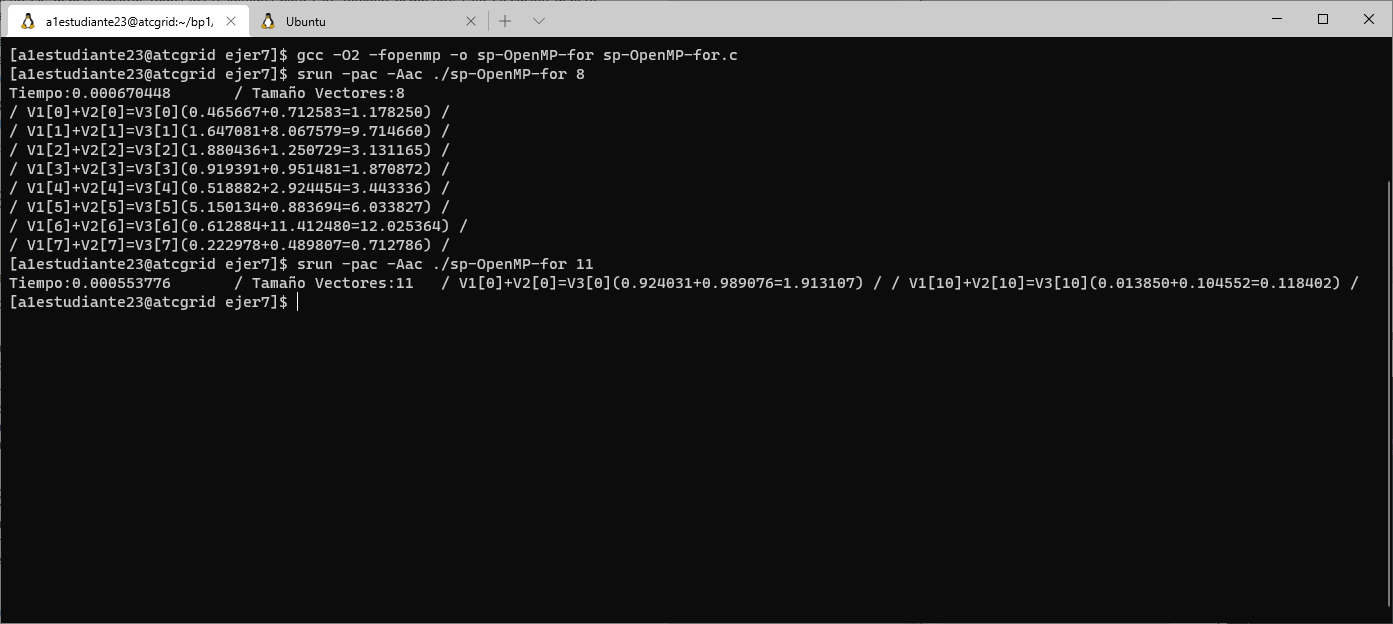 a1estudiante23@atcgrid:~/bp1, Ubuntu
[a1estudiante23@atcgrid ejer7]$ gcc -O2 -fopenmp -o sp-OpenMP-for sp-OpenMP-for.c
[a1estudiante23@atcgrid ejer7]$ srun -pac -Aac ./sp-OpenMP-for 8
Tiempo:0.000670448 / Tamaño Vectores:8
/ V1[0]+V2[0]=V3[0](0.465667+0.712583=1.178250) /
/ V1[1]+V2[1]=V3[1](1.647081+8.067579=9.714660) /
/ V1[2]+V2[2]=V3[2](1.880436+1.250729=3.131165) /
/ V1[3]+V2[3]=V3[3](0.919391+0.951481=1.870872) /
/ V1[4]+V2[4]=V3[4](0.518882+2.924454=3.443336) /
/ V1[5]+V2[5]=V3[5](5.150134+0.883694=6.033827) /
/ V1[6]+V2[6]=V3[6](0.612884+11.412480=12.025364) /
/ V1[7]+V2[7]=V3[7](0.222978+0.489807=0.712786) /
[a1estudiante23@atcgrid ejer7]$ srun -pac -Aac ./sp-OpenMP-for 11
Tiempo:0.000553776 / Tamaño Vectores:11 / V1[0]+V2[0]=V3[0](0.924031+0.989076=1.913107) / / V1[10]+V2[10]=V3[10](0.013850+0.104552=0.118402) /
[a1estudiante23@atcgrid ejer7]$